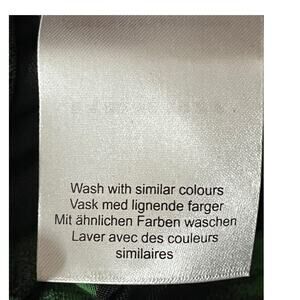 Wash with similar colours
Vask med lignende farger
Mit ähnlichen Farben waschen
Laver avec des couleurs
similaires